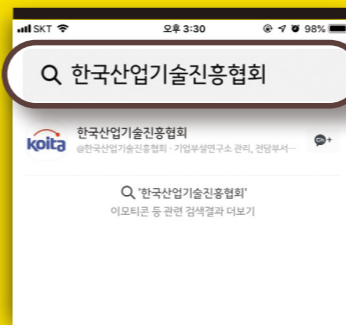 SKT 오후 3:30 98%
한국산업기술진흥협회
koita
한국산업기술진흥협회
@한국산업기술진흥협회 · 기업부설연구소 관리, 전담부서…
'한국산업기술진흥협회'
이모티콘 등 관련 검색결과 더보기